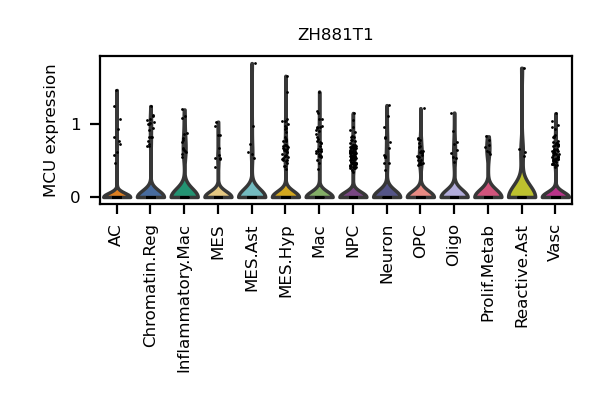 ZH881T1
MCU expression
1
0
AC
Chromatin.Reg
Inflammatory.Mac
MES
MES.Ast
MES.Hyp
Mac
NPC
Neuron
OPC
Oligo
Prolif.Metab
Reactive.Ast
Vasc